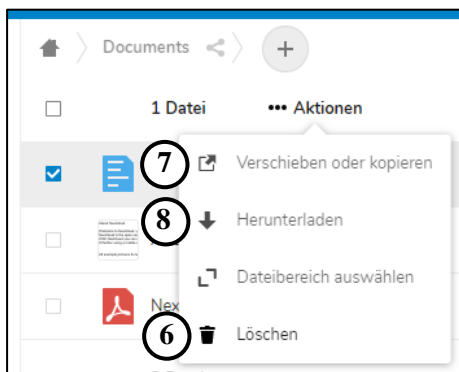 Documents
1 Datei ••• Aktionen
7 Verschieben oder kopieren
8 Herunterladen
Dateibereich auswählen
Nex
6 Löschen